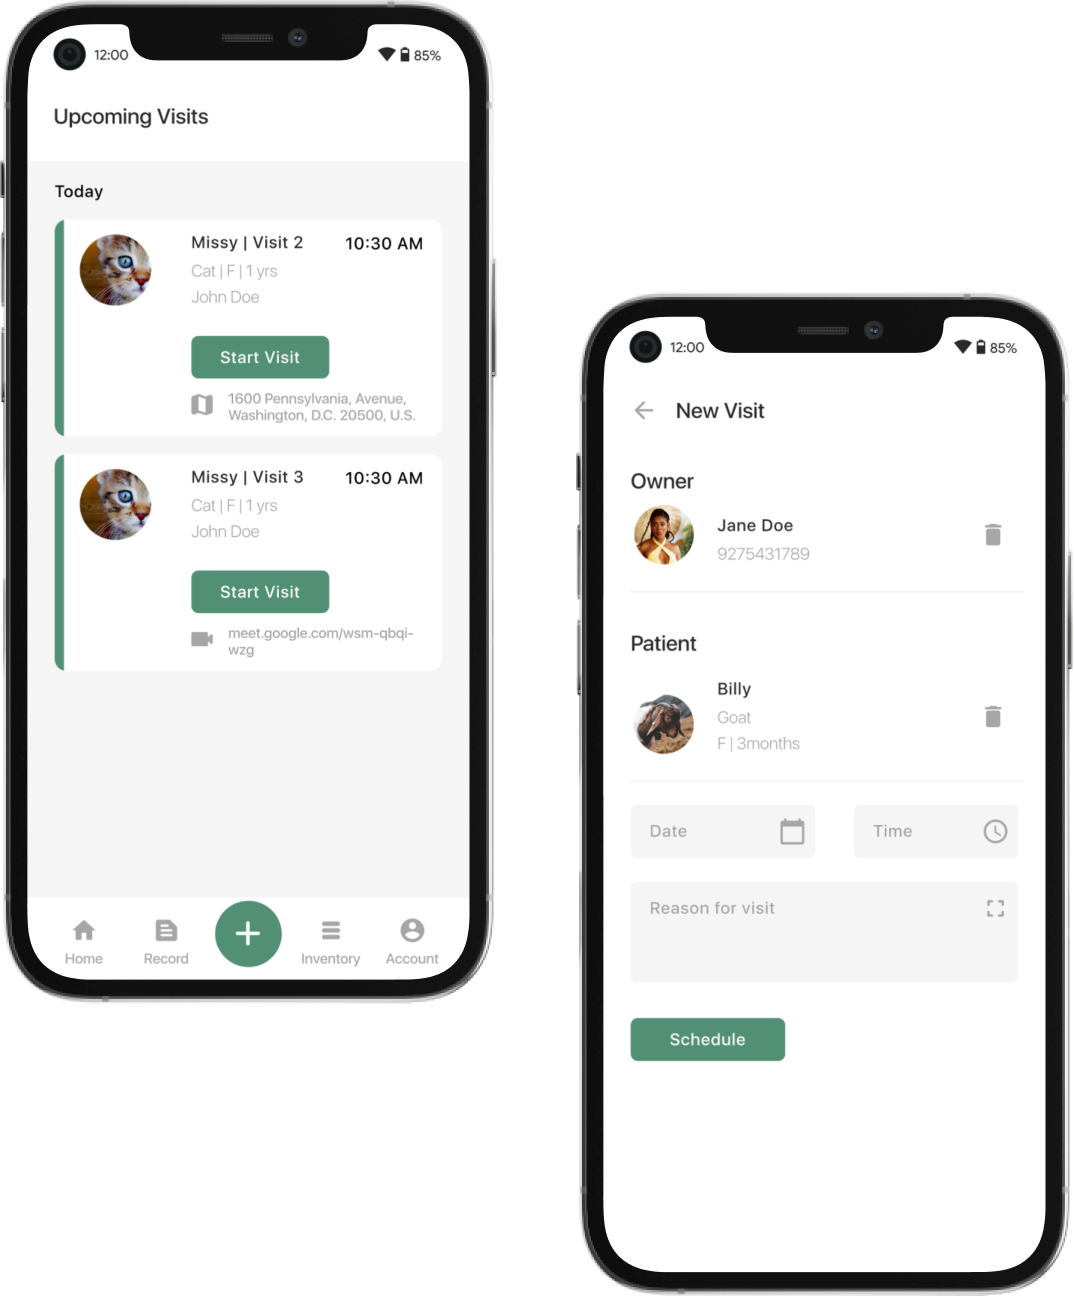 12:00
85%
Upcoming Visits
Today
Missy | Visit 2
10:30 AM
Cat | F | 1 yrs
John Doe
Start Visit
1600 Pennsylvania, Avenue,
Washington, D.C. 20500, U.S.
Missy | Visit 3
10:30 AM
Cat | F | 1 yrs
John Doe
Start Visit
meet.google.com/wsm-qbqi-
wzg
Home
Record
Inventory
Account
12:00
85%
New Visit
Owner
Jane Doe
9275431789
Patient
Billy
Goat
F | 3months
Date
Time
Reason for visit
Schedule